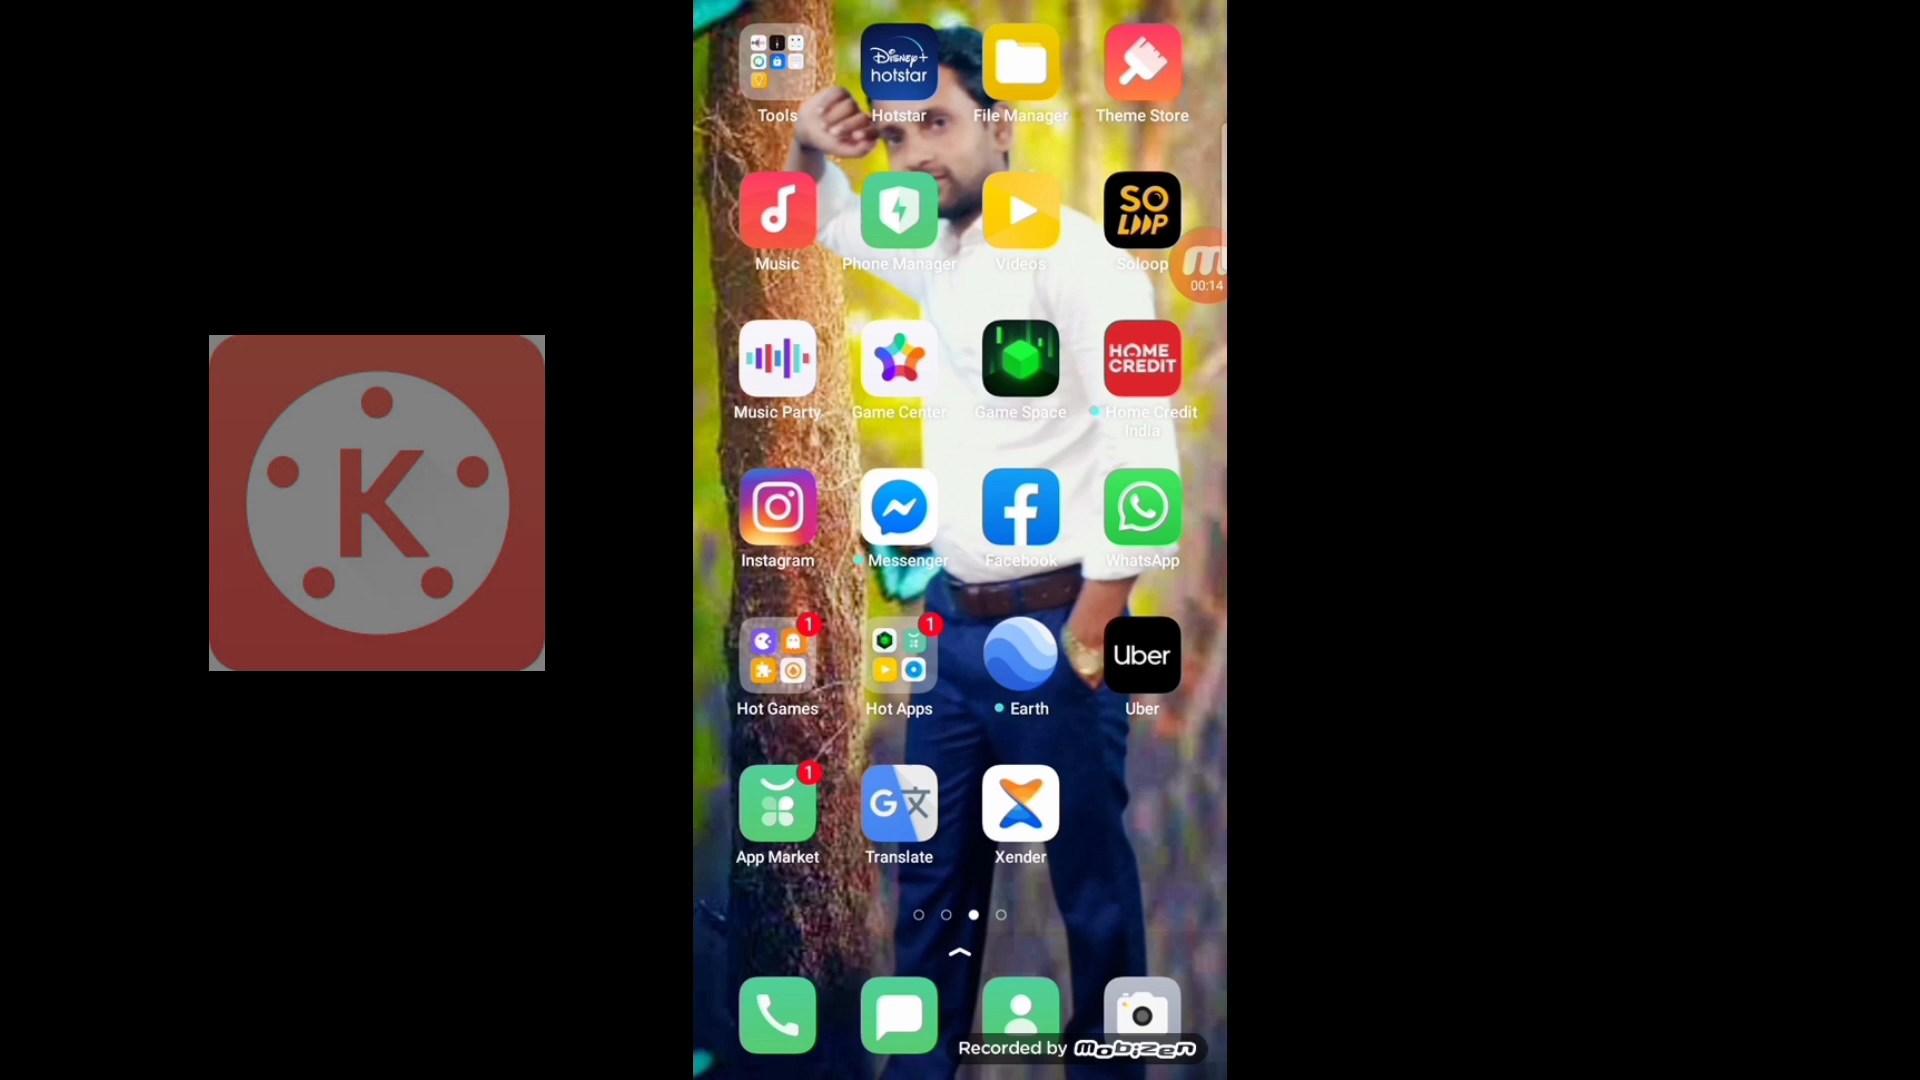 Disney+
hotstar
Tools
Hotstar
File Manager
Theme Store
SO
LOOP
Music
Phone Manager
Videos
Soloop
00:14
HOME
CREDIT
Music Party
Game Center
Game Space
Home Credit
India
Instagram
Messenger
Facebook
WhatsApp
1
1
Uber
Hot Games
Hot Apps
Earth
Uber
1
G文
App Market
Translate
Xender
Recorded by Mobizen
K